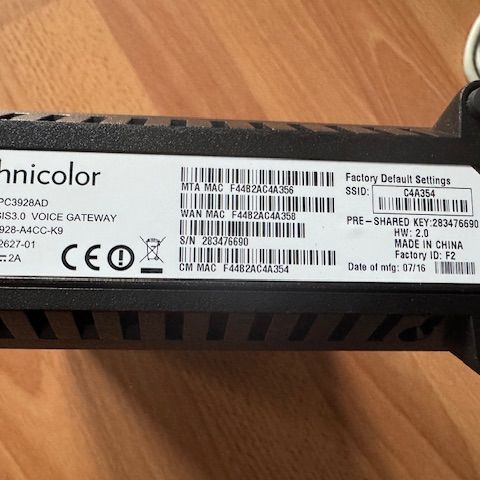 hnicolor
PC3928AD
SIS3.0 VOICE GATEWAY
928-A4CC-K9
2627-01
2A
CE
MTA MAC F44B2AC4A356
WAN MAC F44B2AC4A358
S/N 283476690
CM MAC F44B2AC4A354
Factory Default Settings
SSID: C4A354
PRE-SHARED KEY:283476690
HW: 2.0
MADE IN CHINA
Factory ID: F2
Date of mfg: 07/16